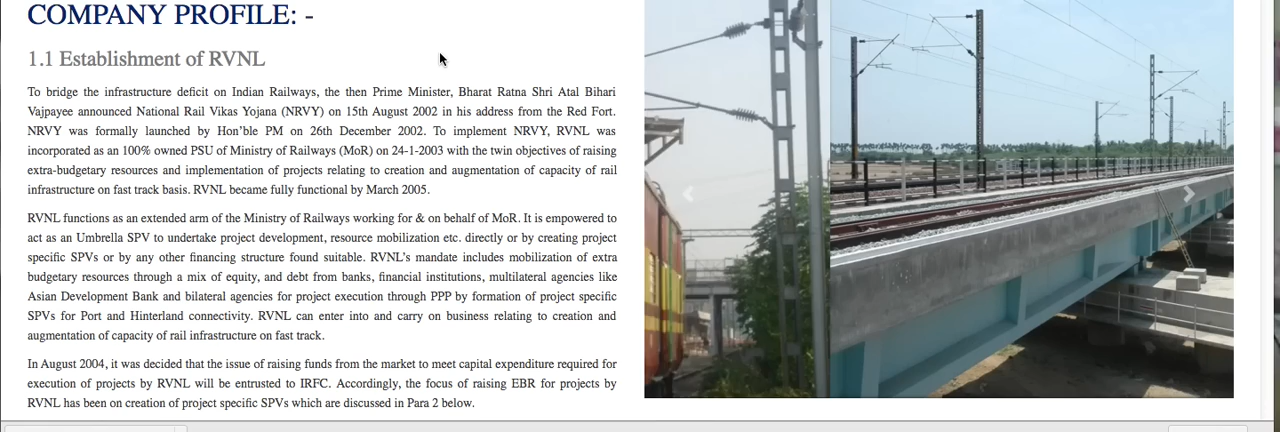 COMPANY PROFILE: -
1.1 Establishment of RVNL
To bridge the infrastructure deficit on Indian Railways, the then Prime Minister, Bharat Ratna Shri Atal Bihari
Vajpayee announced National Rail Vikas Yojana (NRVY) on 15th August 2002 in his address from the Red Fort.
NRVY was formally launched by Hon'ble PM on 26th December 2002. To implement NRVY, RVNL was
incorporated as an 100% owned PSU of Ministry of Railways (MoR) on 24-1-2003 with the twin objectives of raising
extra-budgetary resources and implementation of projects relating to creation and augmentation of capacity of rail
infrastructure on fast track basis. RVNL became fully functional by March 2005.
RVNL functions as an extended arm of the Ministry of Railways working for & on behalf of MoR. It is empowered to
act as an Umbrella SPV to undertake project development, resource mobilization etc. directly or by creating project
specific SPVs or by any other financing structure found suitable. RVNL's mandate includes mobilization of extra
budgetary resources through a mix of equity, and debt from banks, financial institutions, multilateral agencies like
Asian Development Bank and bilateral agencies for project execution through PPP by formation of project specific
SPVs for Port and Hinterland connectivity. RVNL can enter into and carry on business relating to creation and
augmentation of capacity of rail infrastructure on fast track.
In August 2004, it was decided that the issue of raising funds from the market to meet capital expenditure required for
execution of projects by RVNL will be entrusted to IRFC. Accordingly, the focus of raising EBR for projects by
RVNL has been on creation of project specific SPVs which are discussed in Para 2 below.